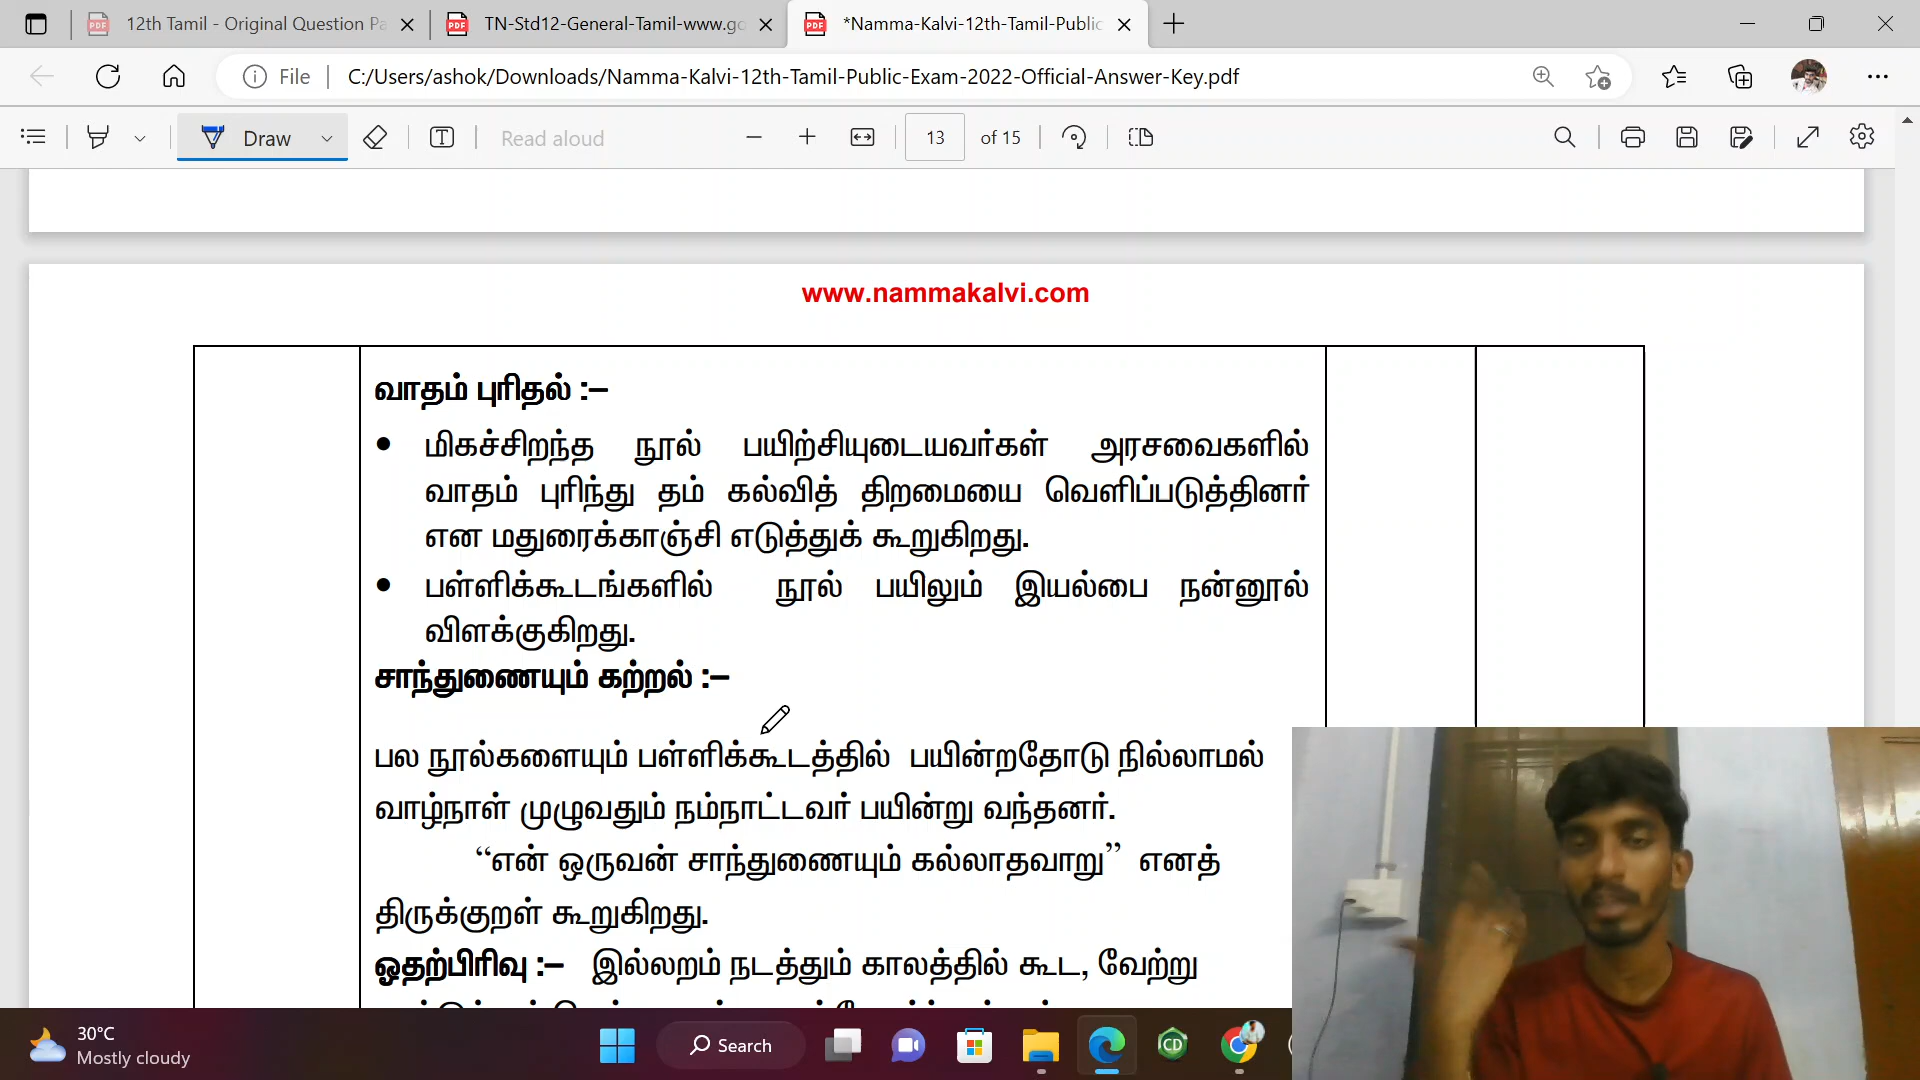 12th Tamil - Original Question Pa
TN-Std12-General-Tamil-www.go
*Namma-Kalvi-12th-Tamil-Public
File
C:/Users/ashok/Downloads/Namma-Kalvi-12th-Tamil-Public-Exam-2022-Official-Answer-Key.pdf
Draw
Read aloud
13 of 15
www.nammakalvi.com
வாதம் புரிதல் :–
• மிகச்சிறந்த நூல் பயிற்சியுடையவர்கள் அரசவைகளில்
வாதம் புரிந்து தம் கல்வித் திறமையை வெளிப்படுத்தினர்
என மதுரைக்காஞ்சி எடுத்துக் கூறுகிறது.
• பள்ளிக்கூடங்களில் நூல் பயிலும் இயல்பை நன்னூல்
விளக்குகிறது.
சாந்துணையும் கற்றல் :–
பல நூல்களையும் பள்ளிக்கூடத்தில் பயின்றதோடு நில்லாமல்
வாழ்நாள் முழுவதும் நம்நாட்டவர் பயின்று வந்தனர்.
“என் ஒருவன் சாந்துணையும் கல்லாதவாறு” எனத்
திருக்குறள் கூறுகிறது.
ஓதற்பிரிவு :– இல்லறம் நடத்தும் காலத்தில் கூட, வேற்று
30°C
Mostly cloudy
Search
CD